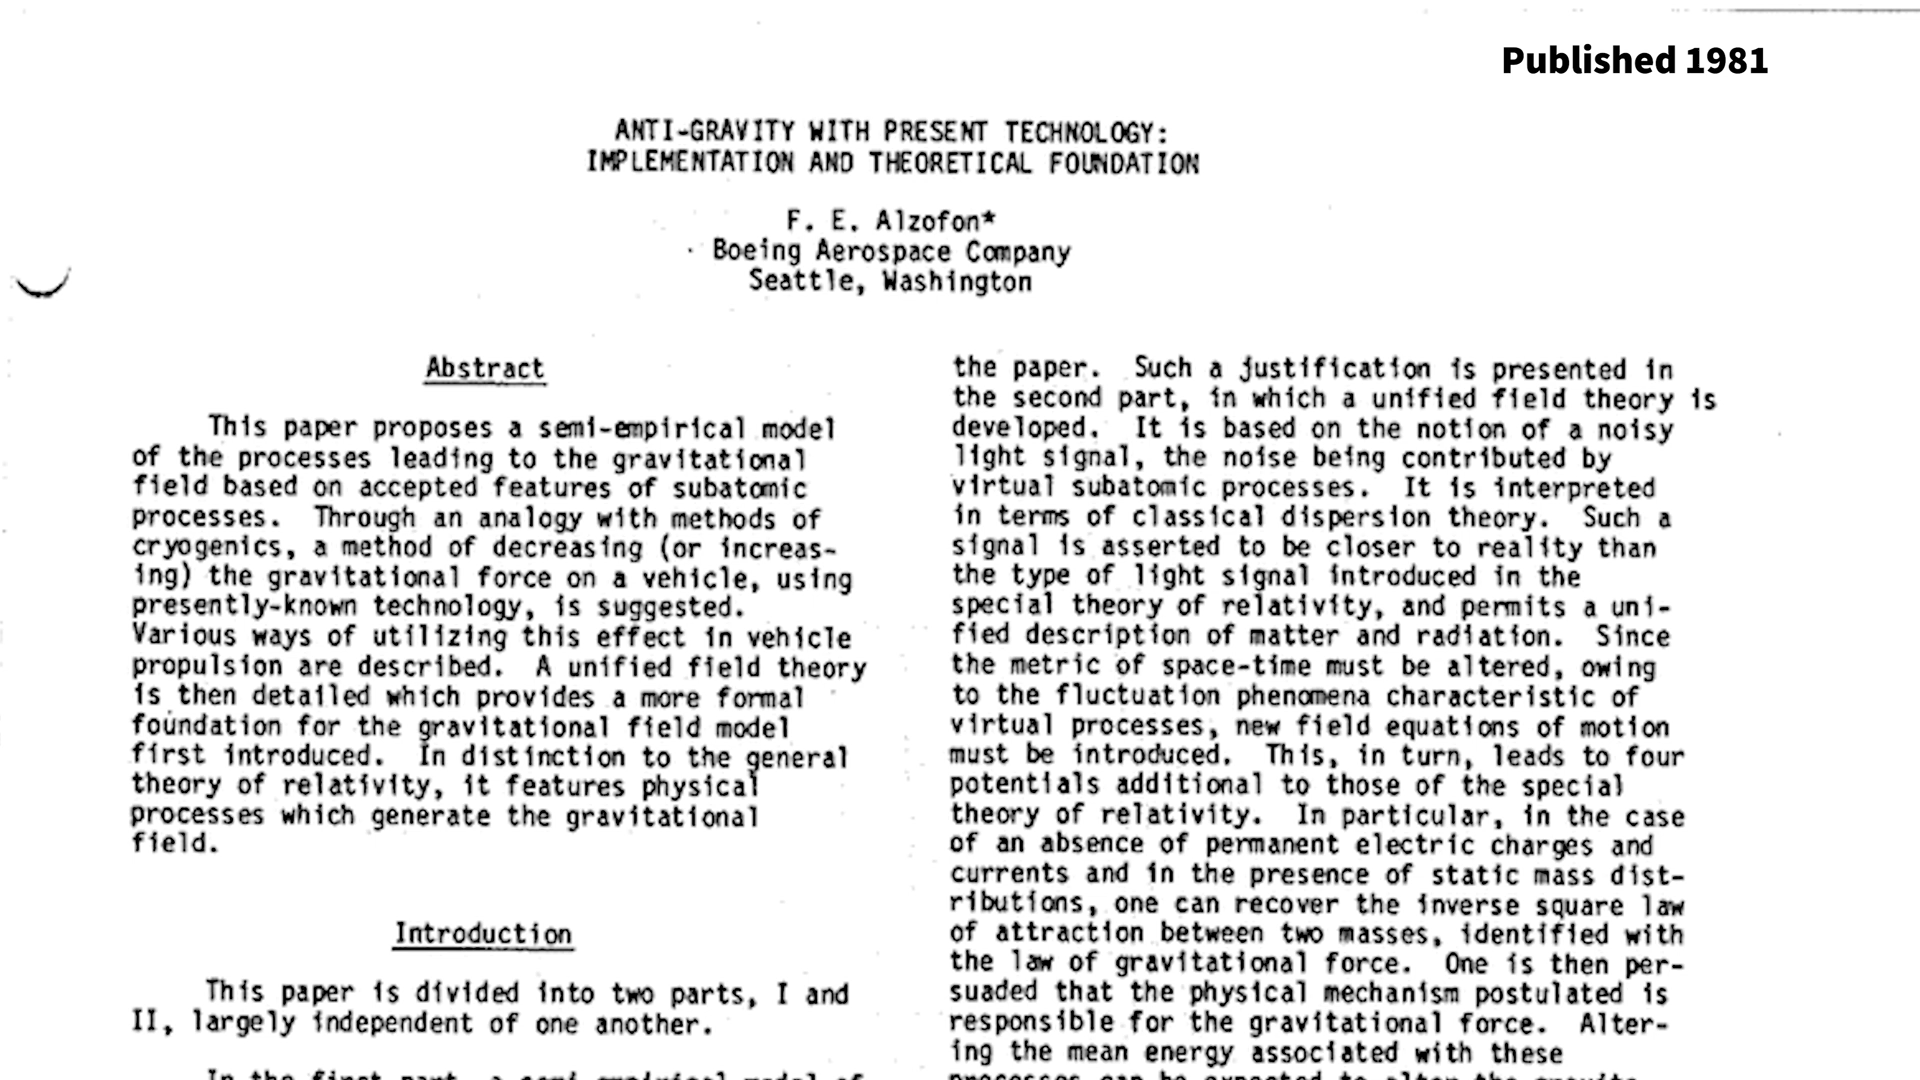 Published 1981
ANTI-GRAVITY WITH PRESENT TECHNOLOGY:
IMPLEMENTATION AND THEORETICAL FOUNDATION
F. E. Alzofon*
Boeing Aerospace Company
Seattle, Washington
Abstract
This paper proposes a semi-empirical model
of the processes leading to the gravitational
field based on accepted features of subatomic
processes. Through an analogy with methods of
cryogenics, a method of decreasing (or increas-
ing) the gravitational force on a vehicle, using
presently-known technology, is suggested.
Various ways of utilizing this effect in vehicle
propulsion are described. A unified field theory
is then detailed which provides a more formal
foundation for the gravitational field model
first introduced. In distinction to the general
theory of relativity, it features physical
processes which generate the gravitational
field.
Introduction
This paper is divided into two parts, I and
II, largely independent of one another.
In the first part, a semi-empirical model of
the paper. Such a justification is presented in
the second part, in which a unified field theory is
developed. It is based on the notion of a noisy
light signal, the noise being contributed by
virtual subatomic processes. It is interpreted
in terms of classical dispersion theory. Such a
signal is asserted to be closer to reality than
the type of light signal introduced in the
special theory of relativity, and permits a uni-
fied description of matter and radiation. Since
the metric of space-time must be altered, owing
to the fluctuation phenomena characteristic of
virtual processes, new field equations of motion
must be introduced. This, in turn, leads to four
potentials additional to those of the special
theory of relativity. In particular, in the case
of an absence of permanent electric charges and
currents and in the presence of static mass dist-
ributions, one can recover the inverse square law
of attraction between two masses, identified with
the law of gravitational force. One is then per-
suaded that the physical mechanism postulated is
responsible for the gravitational force. Alter-
ing the mean energy associated with these
processes can be expected to alter the gravita-